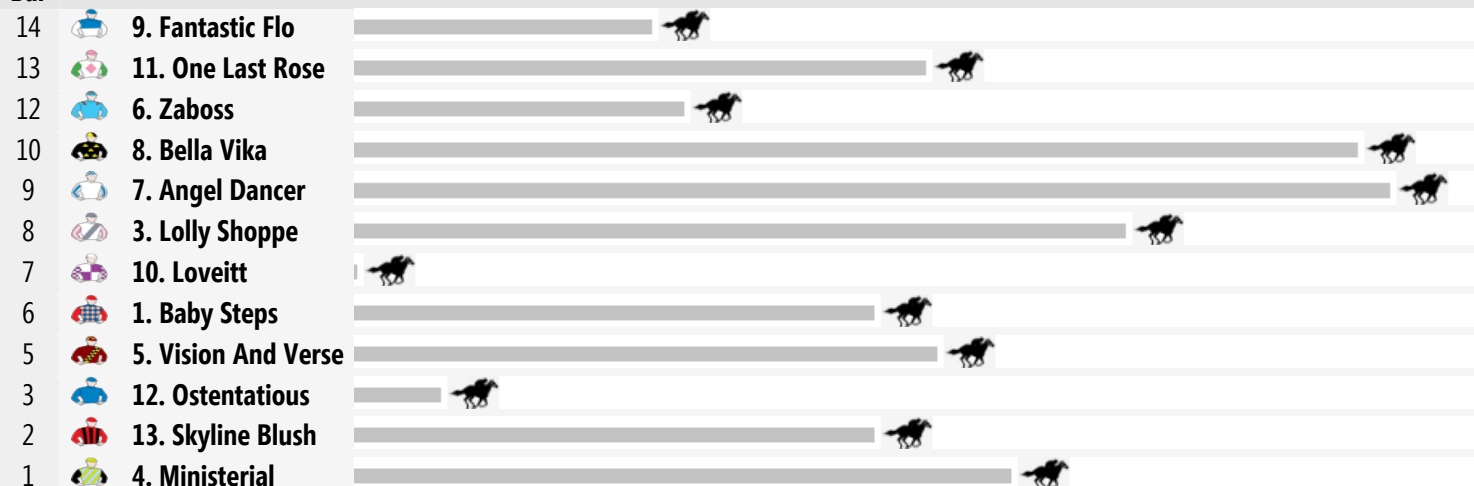 14 9. Fantastic Flo
13 11. One Last Rose
12 6. Zaboss
10 8. Bella Vika
9 7. Angel Dancer
8 3. Lolly Shoppe
7 10. Loveitt
6 1. Baby Steps
5 5. Vision And Verse
3 12. Ostentatious
2 13. Skyline Blush
1 4. Ministerial